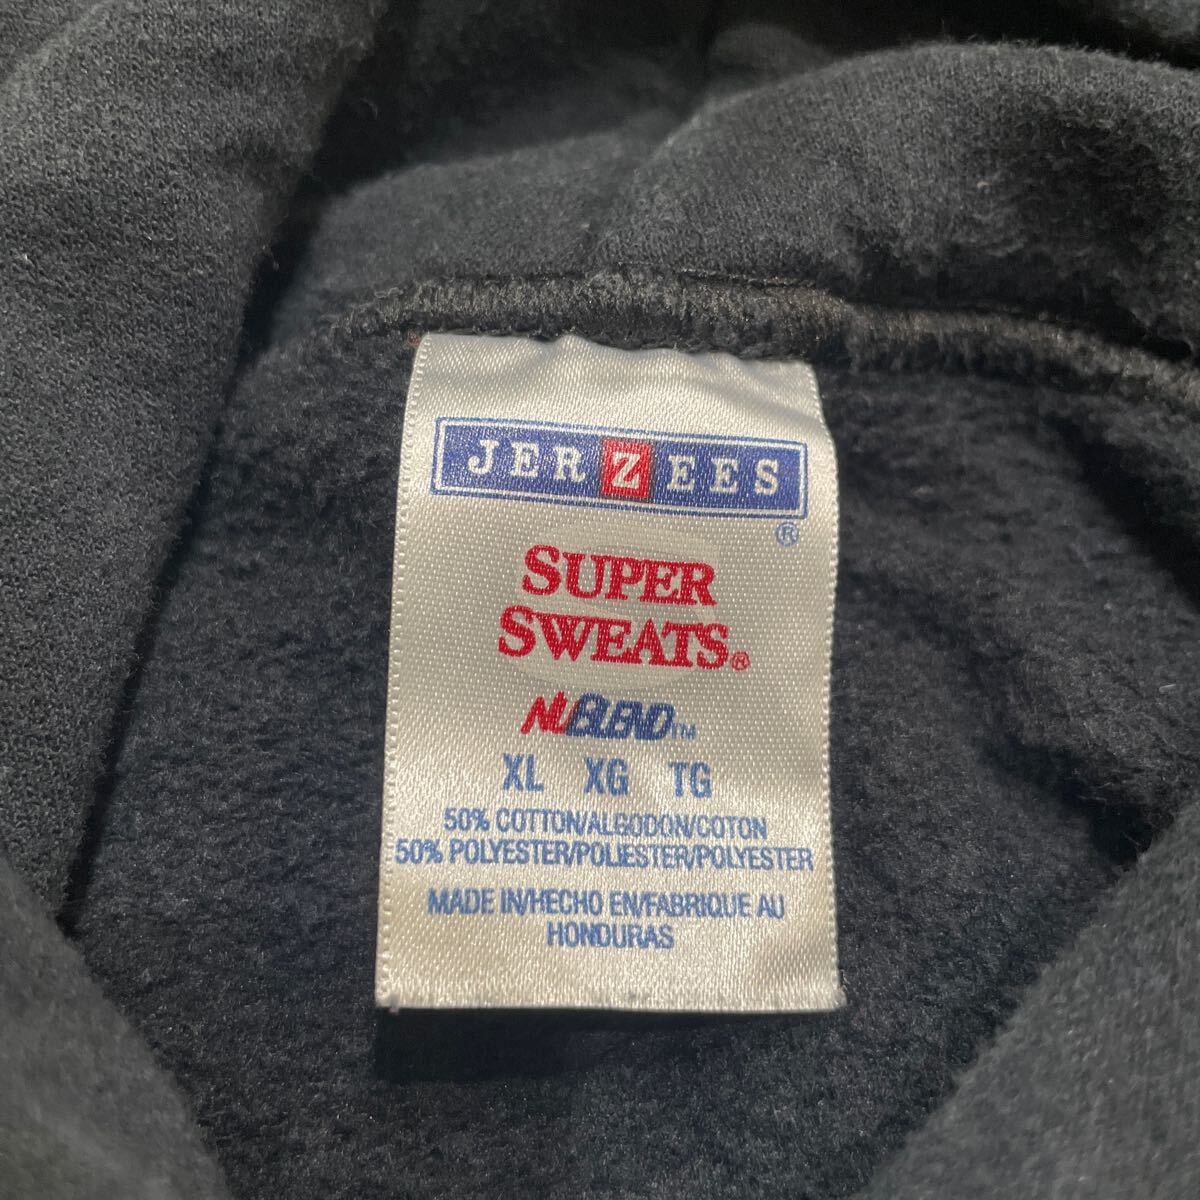 JERZEES
®
SUPER
SWEATS®
NUBLEND™
XL XG TG
50% COTTON/ALGODON/COTON
50% POLYESTER/POLIESTER/POLYESTER
MADE IN/HECHO EN/FABRIQUE AU
HONDURAS